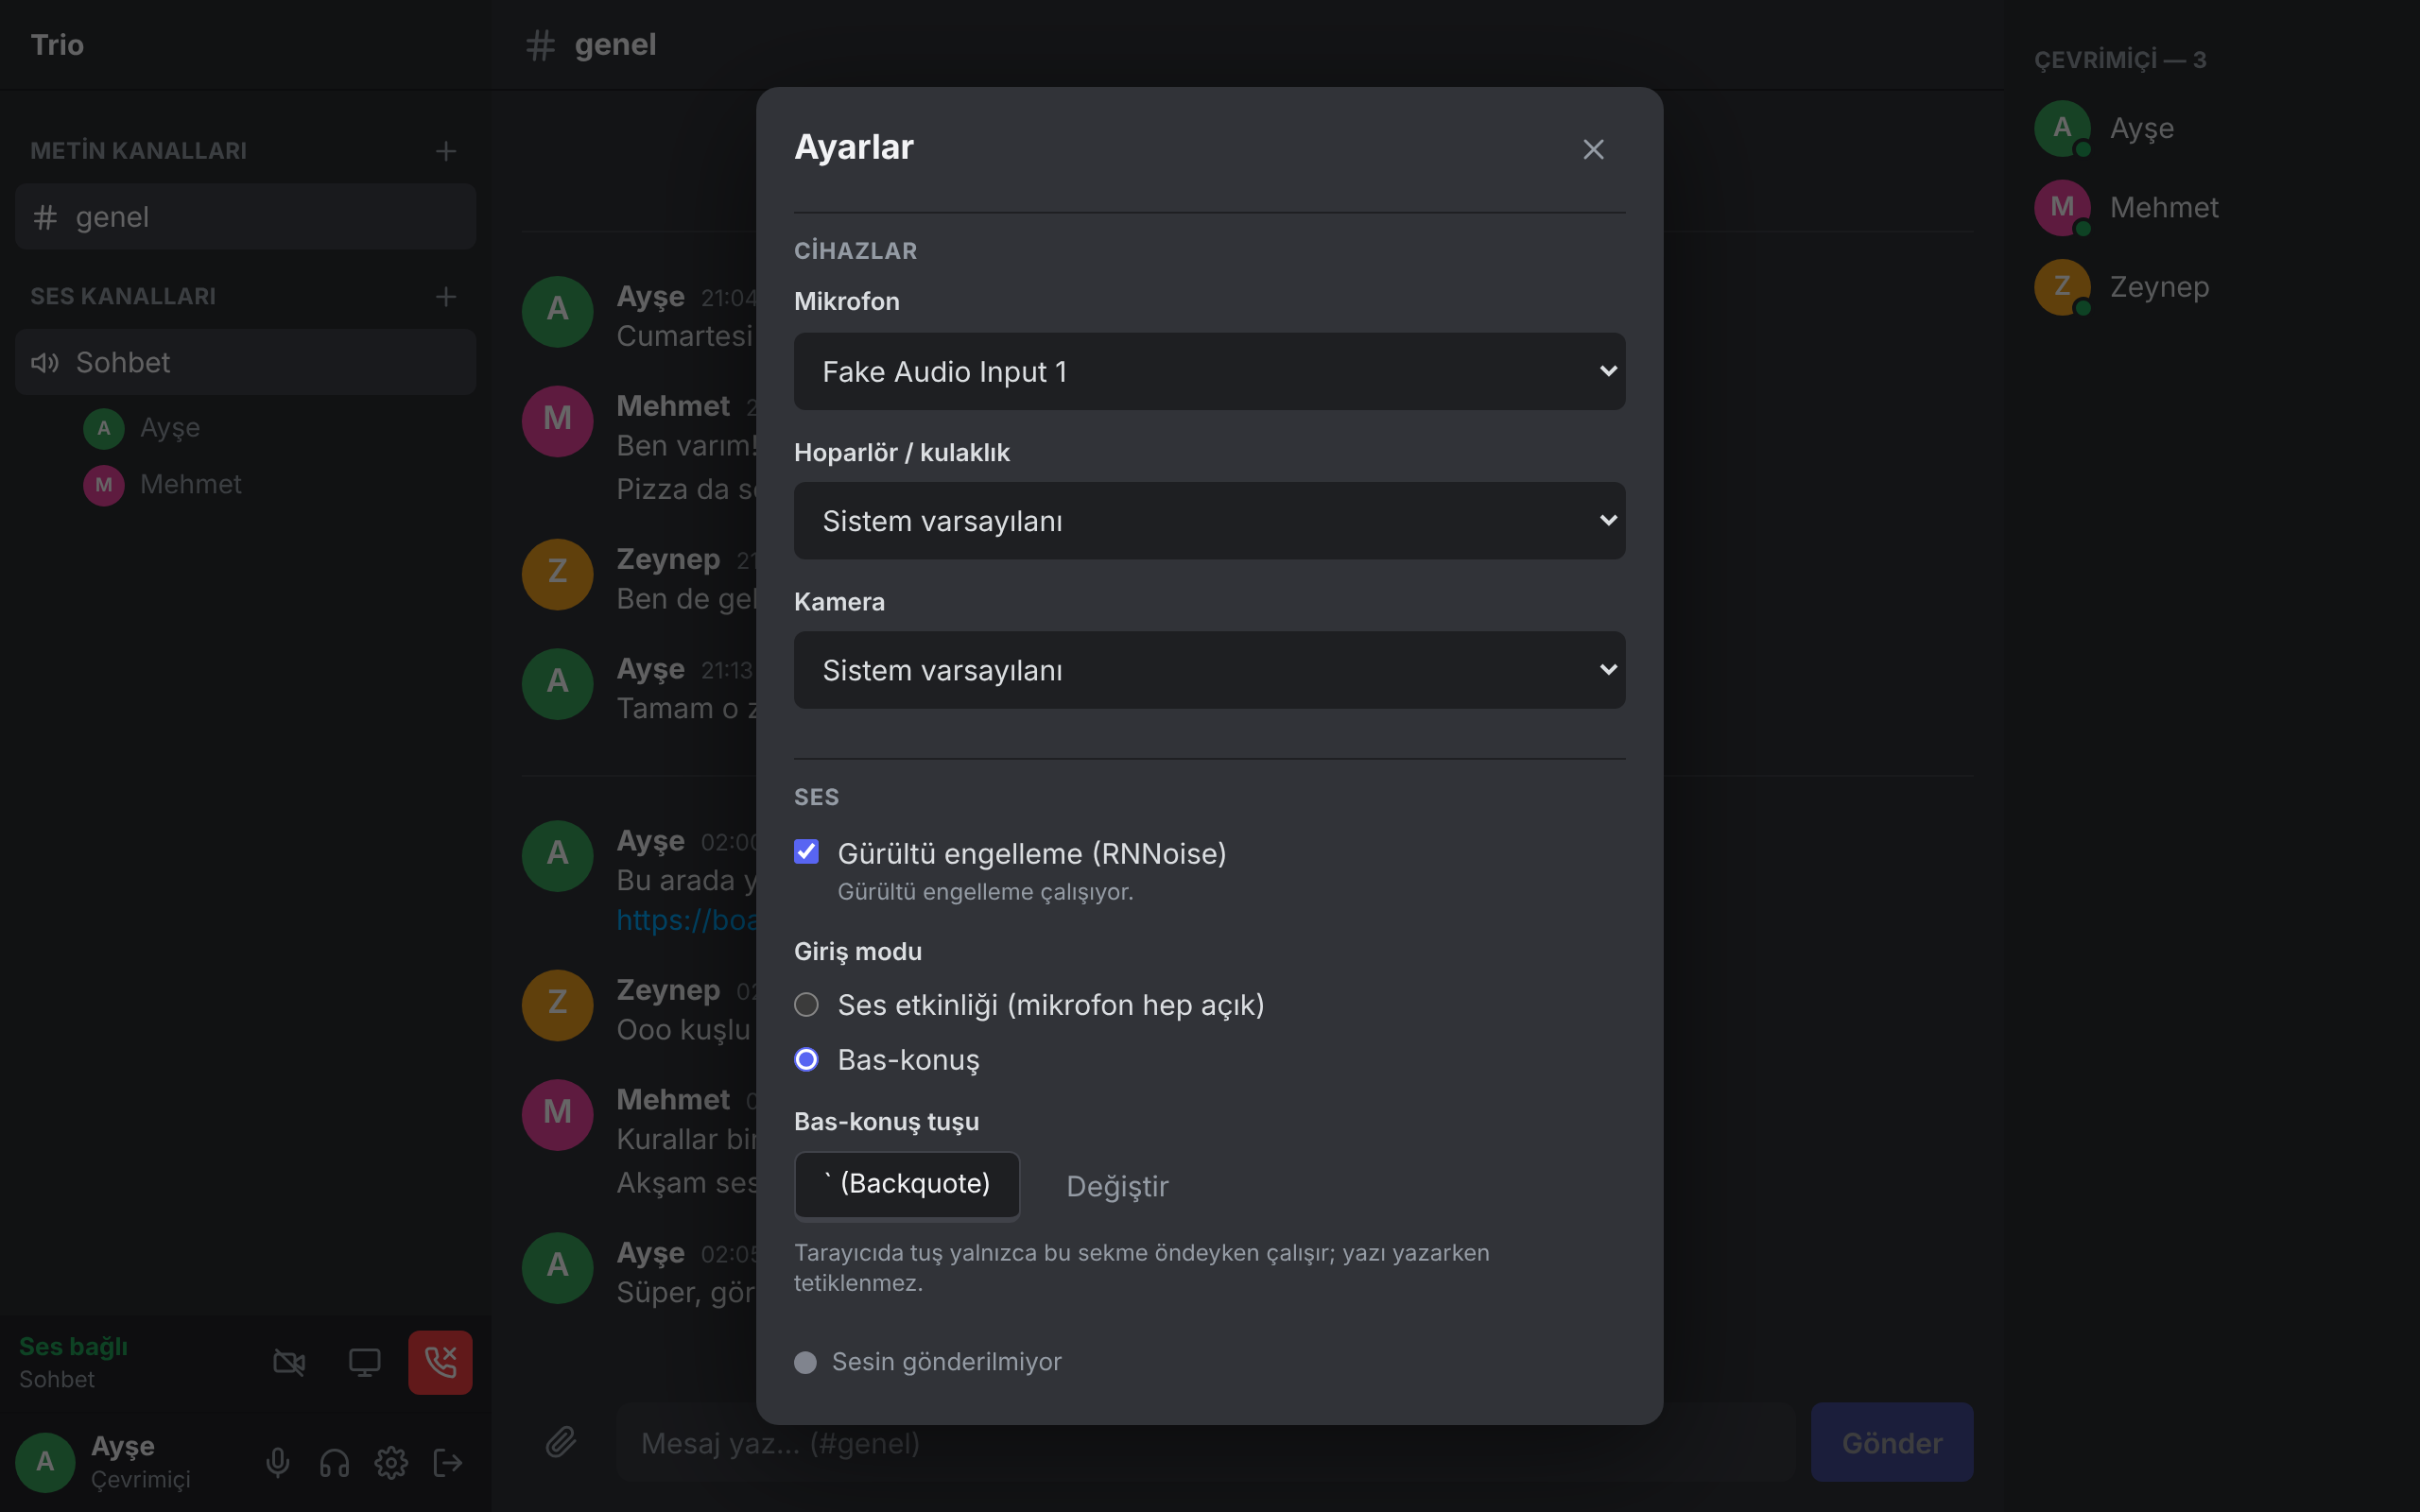 Trio
METİN KANALLARI
genel
SES KANALLARI
Sohbet
A Ayşe
M Mehmet
Ses bağlı
Sohbet
A
Ayşe
Çevrimiçi
# genel
A
Ayşe 21:04
Cumartesi
M
Mehmet
Ben varım!
Pizza da
Z
Zeynep
Ben de
A
Ayşe 21:13
Tamam o
A
Ayşe
Bu arada
https://
Z
Zeynep
Ooo kuşlu
M
Mehmet
Kurallar
Akşam
A
Ayşe
Süper,
Mesaj yaz... (#genel)
Gönder
Ayarlar
CİHAZLAR
Mikrofon
Fake Audio Input 1
Hoparlör / kulaklık
Sistem varsayılanı
Kamera
Sistem varsayılanı
SES
Gürültü engelleme (RNNoise)
Gürültü engelleme çalışıyor.
Giriş modu
Ses etkinliği (mikrofon hep açık)
Bas-konuş
Bas-konuş tuşu
` (Backquote) Değiştir
Tarayıcıda tuş yalnızca bu sekme öndeyken çalışır; yazı yazarken
tetiklenmez.
Sesin gönderilmiyor
ÇEVRİMİÇİ — 3
A Ayşe
M Mehmet
Z Zeynep